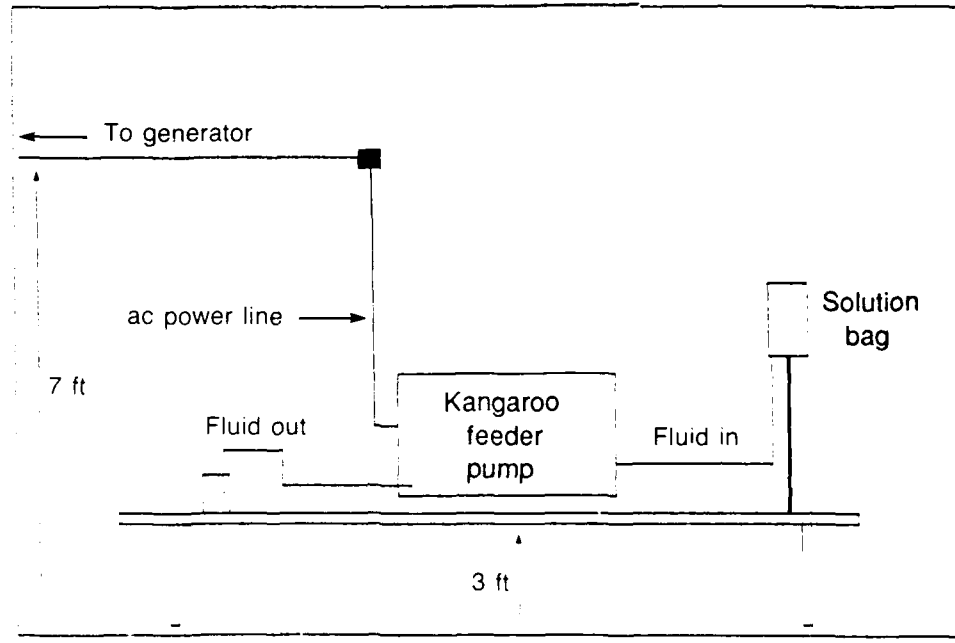 To generator
ac power line
Solution
bag
7 ft
Kangaroo
feeder
pump
Fluid out
Fluid in
3 ft